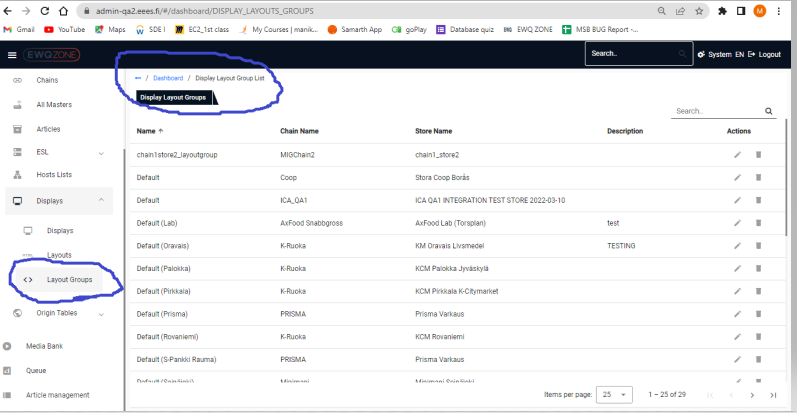 admin-qa2.eees.fi/#/dashboard/DISPLAY_LAYOUTS_GROUPS
M
Gmail YouTube Maps SDE I EC2_1st class My Courses | manik... Samarth App goPlay Database quiz EWQ ZONE MSB BUG Report -...
EWQZONE Search.. System EN Logout
Chains
All Masters
Articles
ESL
Hosts Lists
Displays
Displays
Layouts
Layout Groups
Origin Tables
Media Bank
Queue
Article management
/ Dashboard / Display Layout Group List
Display Layout Groups
Search..
Name Chain Name Store Name Description Actions
chain1store2_layoutgroup MIGChain2 chain1_store2
Default Coop Stora Coop Borås
Default ICA_QA1 ICA QA1 INTEGRATION TEST STORE 2022-03-10
Default (Lab) AxFood Snabbgross AxFood Lab (Torsplan) test
Default (Oravais) K-Ruoka KM Oravais Livsmedel TESTING
Default (Palokka) K-Ruoka KCM Palokka Jyväskylä
Default (Pirkkala) K-Ruoka KCM Pirkkala K-Citymarket
Default (Prisma) PRISMA Prisma Varkaus
Default (Rovaniemi) K-Ruoka KCM Rovaniemi
Default (S-Pankki Rauma) PRISMA Prisma Varkaus
Items per page: 25 1 – 25 of 29